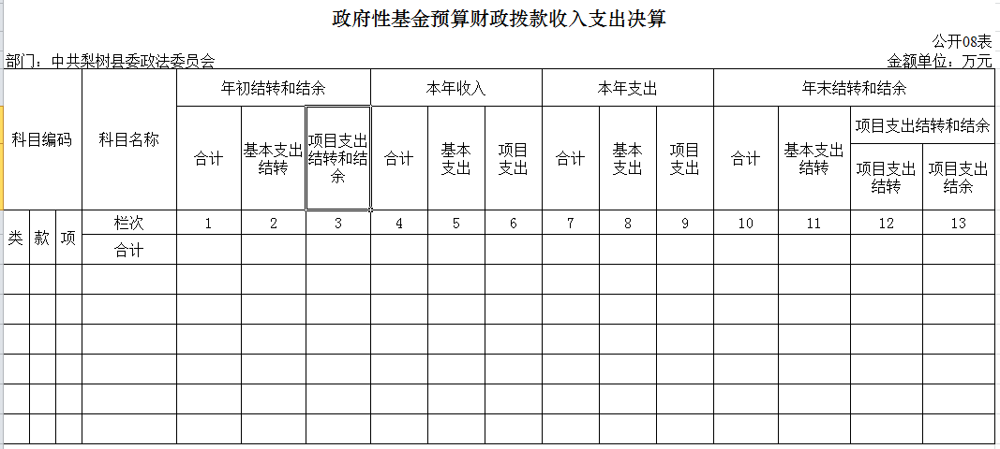 政府性基金预算财政拨款收入支出决算
公开08表
部门：中共梨树县委政法委员会
金额单位：万元
科目编码
科目名称
年初结转和结余
本年收入
本年支出
年末结转和结余
合计
基本支出
结转
项目支出
结转和结
余
合计
基本
支出
项目
支出
合计
基本
支出
项目
支出
合计
基本支出
结转
项目支出结转和结余
项目支出
结转
项目支出
结余
类 款 项
栏次 1 2 3 4 5 6 7 8 9 10 11 12 13
合计